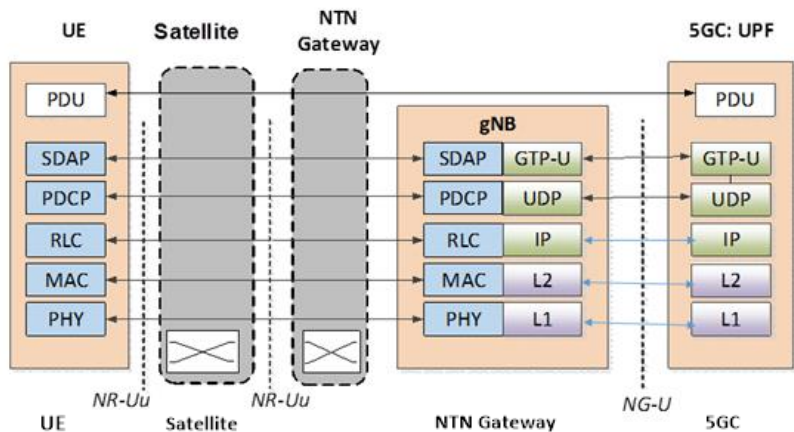 UE
Satellite
NTN
Gateway
5GC: UPF
PDU
PDU
gNB
SDAP
SDAP
GTP-U
GTP-U
PDCP
PDCP
UDP
UDP
RLC
RLC
IP
IP
MAC
MAC
L2
L2
PHY
PHY
L1
L1
NR-Uu
NR-Uu
NG-U
UE
Satellite
NTN Gateway
5GC